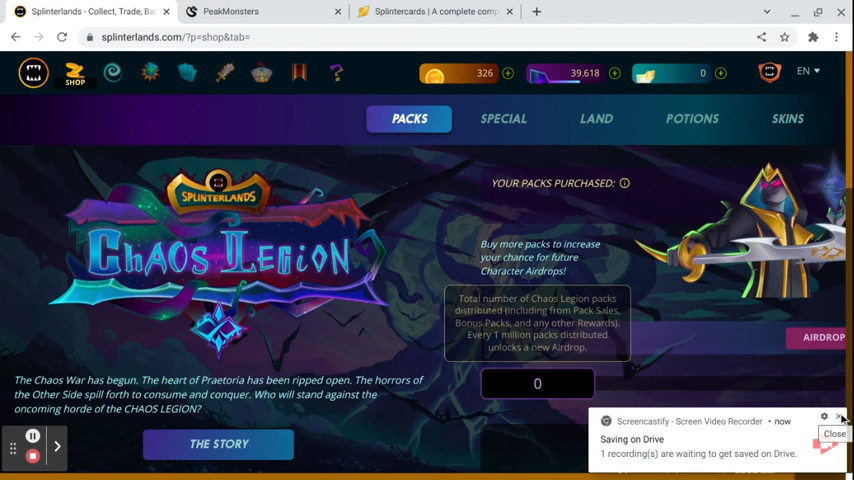 Splinterlands - Collect, Trade, Ba
PeakMonsters
Splintercards | A complete comp
splinterlands.com/?p=shop&tab=
SHOP
326
39.618
0
EN
PACKS
SPECIAL
LAND
POTIONS
SKINS
SPLINTERLANDS
CHAOS LEGION
YOUR PACKS PURCHASED:
Buy more packs to increase
your chance for future
Character Airdrops!
Total number of Chaos Legion packs
distributed (including from Pack Sales,
Bonus Packs, and any other Rewards).
Every 1 million packs distributed
unlocks a new Airdrop.
AIRDROP
0
The Chaos War has begun. The heart of Praetoria has been ripped open. The horrors of
the Other Side spill forth to consume and conquer. Who will stand against the
oncoming horde of the CHAOS LEGION?
THE STORY
Screencastify - Screen Video Recorder • now
Close
Saving on Drive
1 recording(s) are waiting to get saved on Drive.